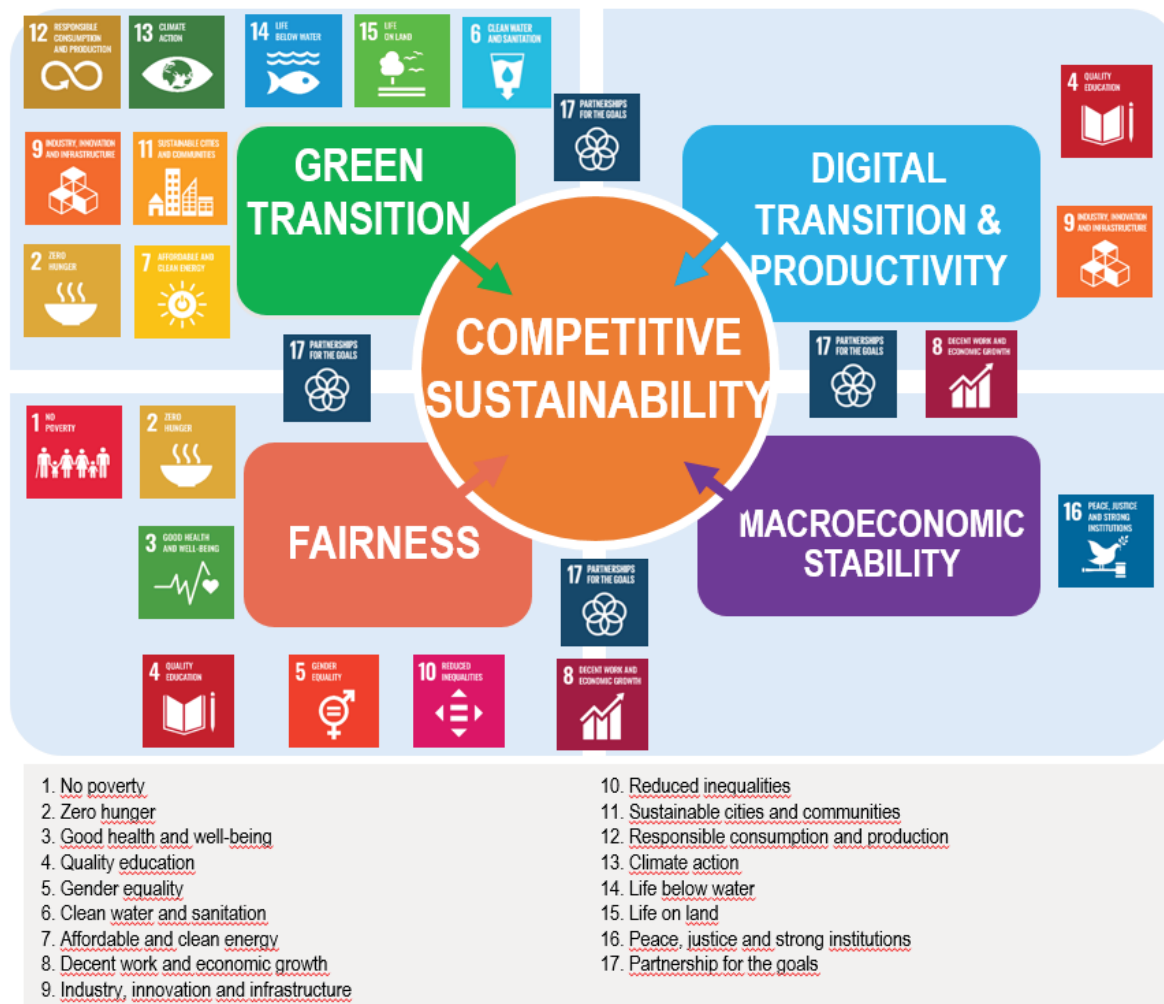 12 RESPONSIBLE
CONSUMPTION
AND PRODUCTION
13 CLIMATE
ACTION
14 LIFE
BELOW WATER
15 LIFE
ON LAND
6 CLEAN WATER
AND SANITATION
17 PARTNERSHIPS
FOR THE GOALS
4 QUALITY
EDUCATION
9 INDUSTRY, INNOVATION
AND INFRASTRUCTURE
11 SUSTAINABLE CITIES
AND COMMUNITIES
GREEN
TRANSITION
DIGITAL
TRANSITION &
PRODUCTIVITY
9 INDUSTRY, INNOVATION
AND INFRASTRUCTURE
2 ZERO
HUNGER
7 AFFORDABLE AND
CLEAN ENERGY
COMPETITIVE
SUSTAINABILITY
17 PARTNERSHIPS
FOR THE GOALS
17 PARTNERSHIPS
FOR THE GOALS
8 DECENT WORK AND
ECONOMIC GROWTH
1 NO
POVERTY
2 ZERO
HUNGER
3 GOOD HEALTH
AND WELL-BEING
FAIRNESS
MACROECONOMIC
STABILITY
16 PEACE, JUSTICE
AND STRONG
INSTITUTIONS
17 PARTNERSHIPS
FOR THE GOALS
4 QUALITY
EDUCATION
5 GENDER
EQUALITY
10 REDUCED
INEQUALITIES
8 DECENT WORK AND
ECONOMIC GROWTH
1. No poverty
2. Zero hunger
3. Good health and well-being
4. Quality education
5. Gender equality
6. Clean water and sanitation
7. Affordable and clean energy
8. Decent work and economic growth
9. Industry, innovation and infrastructure
10. Reduced inequalities
11. Sustainable cities and communities
12. Responsible consumption and production
13. Climate action
14. Life below water
15. Life on land
16. Peace, justice and strong institutions
17. Partnership for the goals